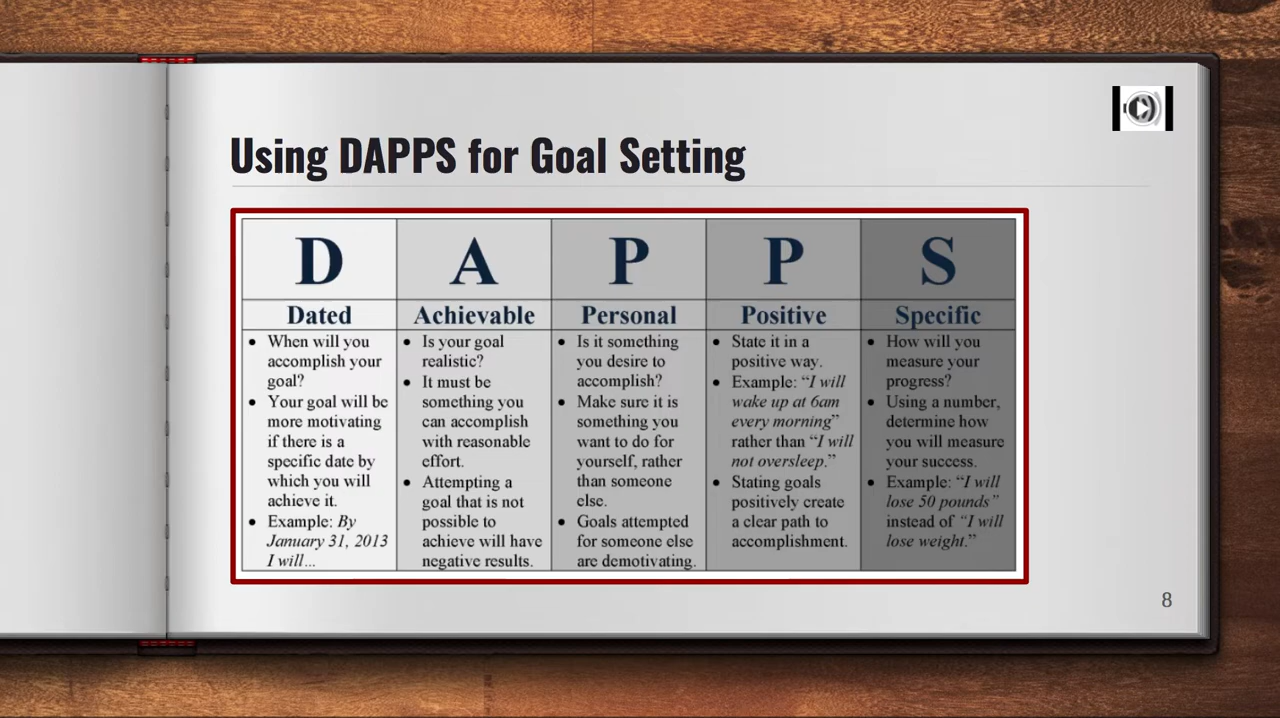 Using DAPPS for Goal Setting
D
Dated
• When will you
accomplish your
goal?
• Your goal will be
more motivating
if there is a
specific date by
which you will
achieve it.
• Example: By
January 31, 2013
I will...
A
Achievable
• Is your goal
realistic?
• It must be
something you
can accomplish
with reasonable
effort.
• Attempting a
goal that is not
possible to
achieve will have
negative results.
P
Personal
• Is it something
you desire to
accomplish?
• Make sure it is
something you
want to do for
yourself, rather
than someone
else.
• Goals attempted
for someone else
are demotivating.
P
Positive
• State it in a
positive way.
• Example: “I will
wake up at 6am
every morning”
rather than “I will
not oversleep.”
• Stating goals
positively create
a clear path to
accomplishment.
S
Specific
• How will you
measure your
progress?
• Using a number,
determine how
you will measure
your success.
• Example: “I will
lose 50 pounds”
instead of “I will
lose weight.”
8